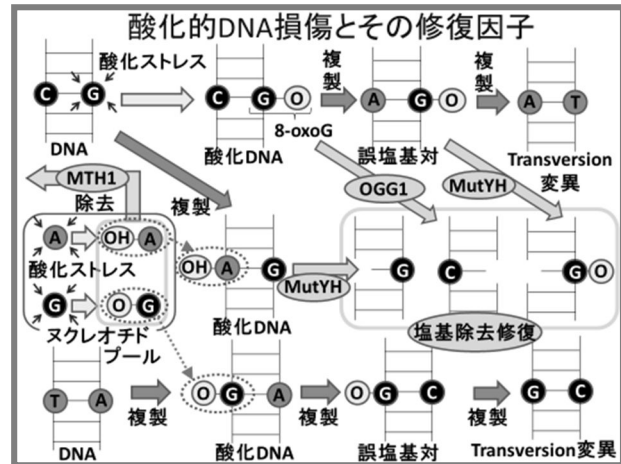 酸化的DNA損傷とその修復因子
酸化ストレス
複製
複製
C G
C G O
A G O
A T
8-oxoG
DNA
酸化DNA
誤塩基対
Transversion
変異
MTH1
除去
複製
OGG1
MutYH
A
OH A
酸化ストレス
OH A G
MutYH
G
C
G O
G
O G
酸化DNA
塩基除去修復
ヌクレオチド
プール
T A
複製
O G A
複製
O G C
複製
G C
DNA
酸化DNA
誤塩基対
Transversion変異